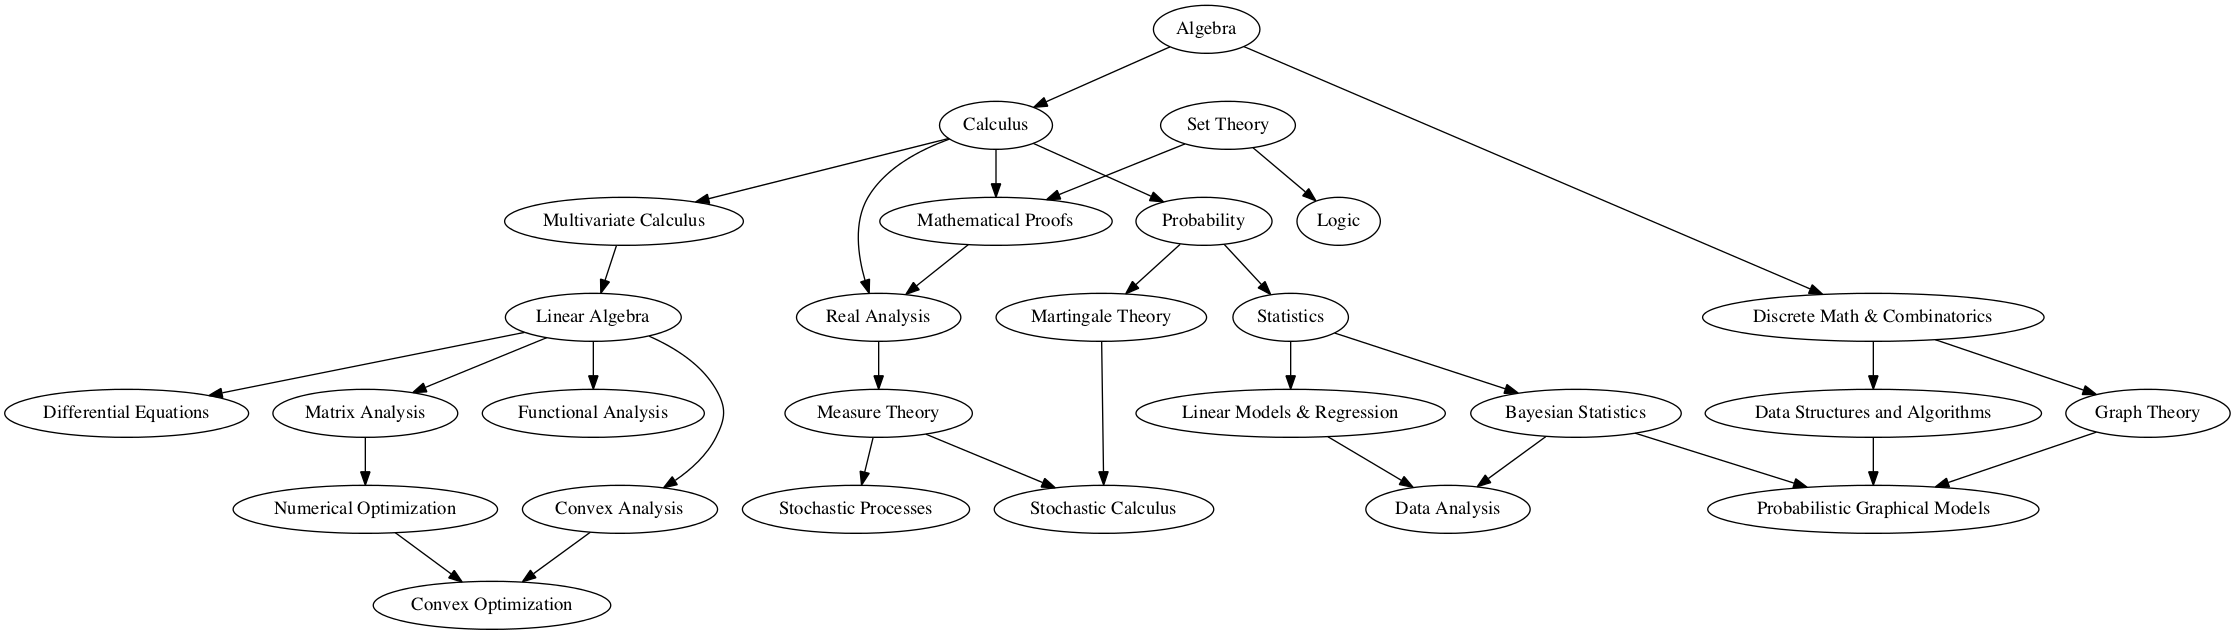 Algebra
Calculus
Set Theory
Multivariate Calculus
Mathematical Proofs
Probability
Logic
Linear Algebra
Real Analysis
Martingale Theory
Statistics
Discrete Math & Combinatorics
Differential Equations
Matrix Analysis
Functional Analysis
Measure Theory
Linear Models & Regression
Bayesian Statistics
Data Structures and Algorithms
Graph Theory
Numerical Optimization
Convex Analysis
Stochastic Processes
Stochastic Calculus
Data Analysis
Probabilistic Graphical Models
Convex Optimization